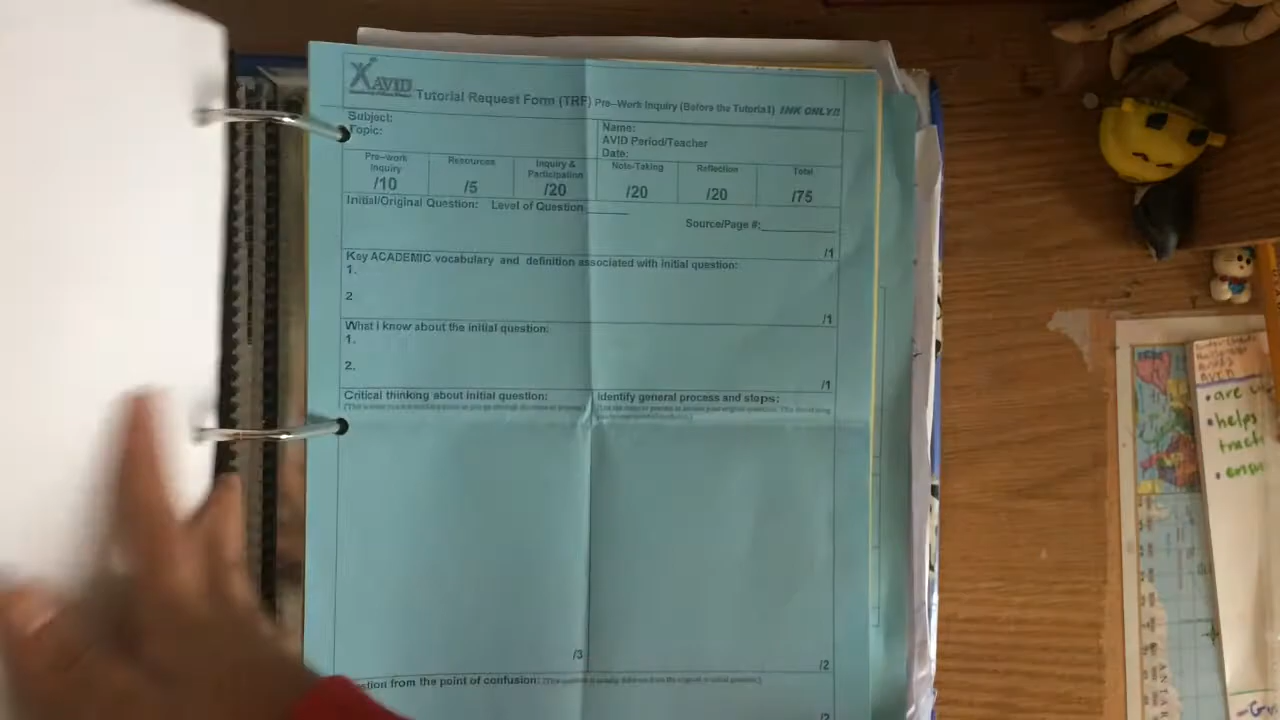 AVID
Tutorial Request Form (TRF) Pre-Work Inquiry (Before the Tutorial) INK ONLY!!
Subject:
Topic:
Name:
AVID Period/Teacher
Date:
Pre-work Inquiry
/10
Resources
/5
Inquiry & Participation
/20
Note-Taking
/20
Reflection
/20
Total
/75
Initial/Original Question: Level of Question
Source/Page #:
/1
Key ACADEMIC vocabulary and definition associated with initial question:
1.
2
/1
What I know about the initial question:
1.
2.
/1
Critical thinking about initial question:
Identify general process and steps:
/3
/2
tion from the point of confusion:
/2
AVID
• are
• helps
•